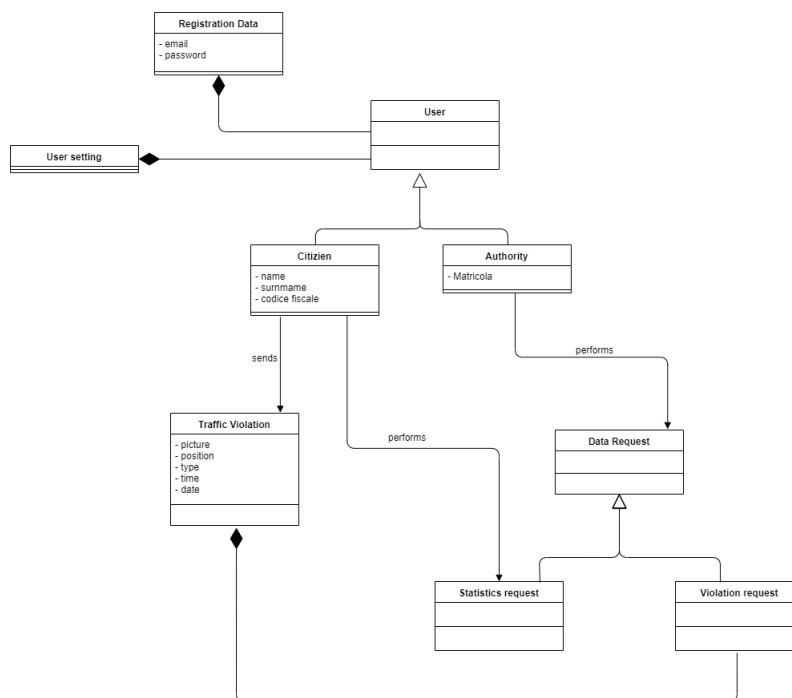 Registration Data
- email
- password
User
User setting
Citizien
- name
- surnmame
- codice fiscale
Authority
- Matricola
sends
performs
Traffic Violation
- picture
- position
- type
- time
- date
performs
Data Request
Statistics request
Violation request